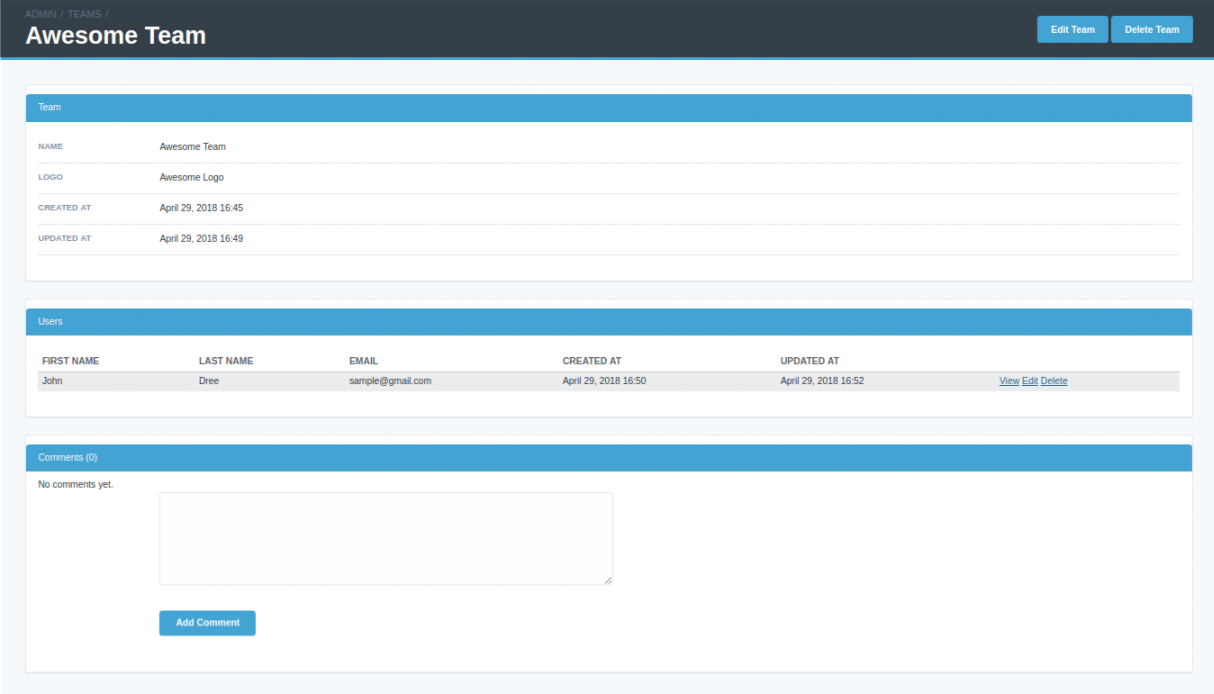 ADMIN / TEAMS /
Awesome Team
Edit Team Delete Team
Team
NAME Awesome Team
LOGO Awesome Logo
CREATED AT April 29, 2018 16:45
UPDATED AT April 29, 2018 16:49
Users
FIRST NAME LAST NAME EMAIL CREATED AT UPDATED AT
John Dree sample@gmail.com April 29, 2018 16:50 April 29, 2018 16:52 View Edit Delete
Comments (0)
No comments yet.
Add Comment